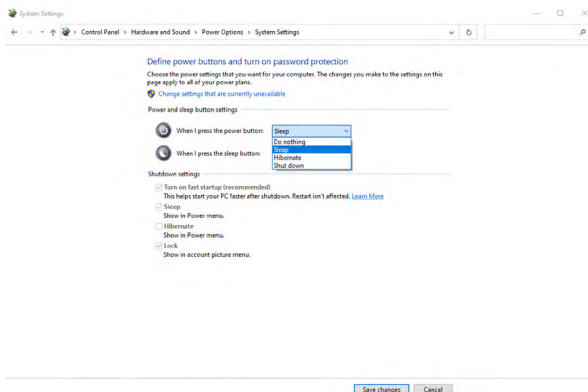 System Settings
Control Panel > Hardware and Sound > Power Options > System Settings
Define power buttons and turn on password protection
Choose the power settings that you want for your computer. The changes you make to the settings on this
page apply to all of your power plans.
Change settings that are currently unavailable
Power and sleep button settings
When I press the power button: Sleep
Do nothing
Sleep
Hibernate
Shut down
When I press the sleep button:
Shutdown settings
Turn on fast startup (recommended)
This helps start your PC faster after shutdown. Restart isn't affected. Learn More
Sleep
Show in Power menu.
Hibernate
Show in Power menu.
Lock
Show in account picture menu.
Save changes Cancel